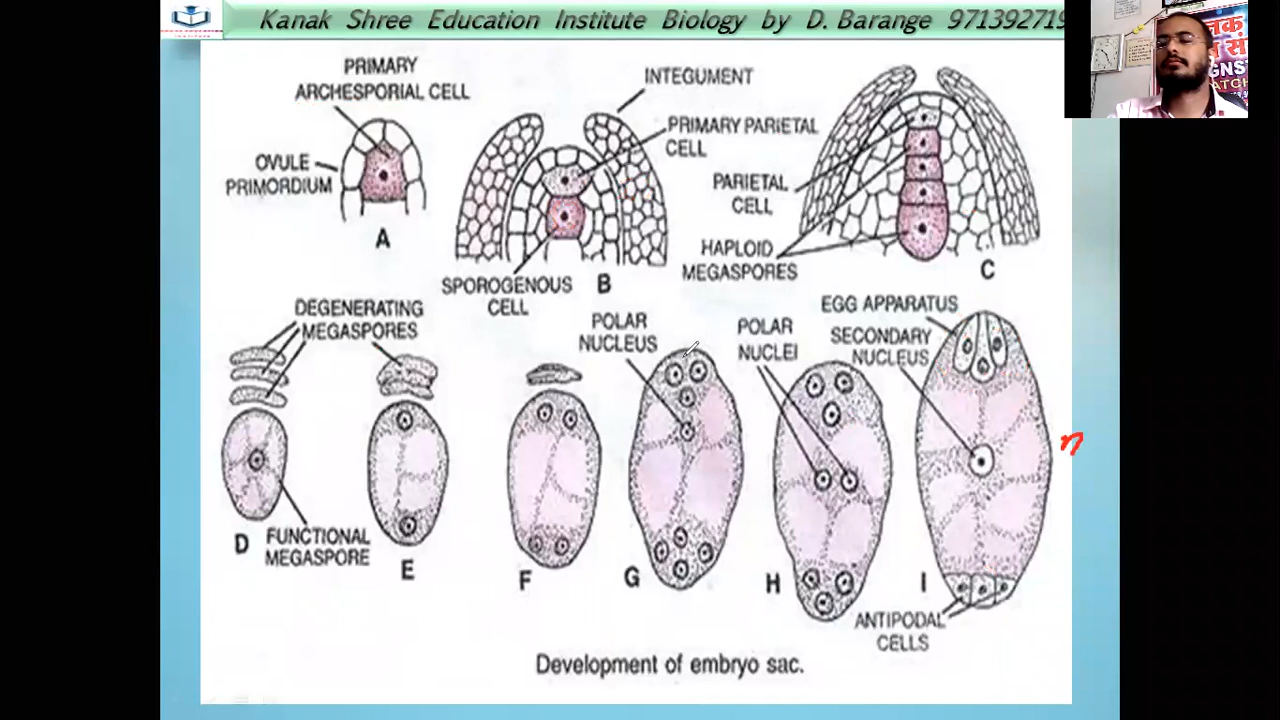 Kanak Shree Education Institute Biology by D. Barange 971392719
PRIMARY
ARCHESPORIAL CELL
OVULE
PRIMORDIUM
A
INTEGUMENT
PRIMARY PARIETAL
CELL
SPOROGENOUS
CELL
B
PARIETAL
CELL
HAPLOID
MEGASPORES
C
DEGENERATING
MEGASPORES
D
FUNCTIONAL
MEGASPORE
E
F
POLAR
NUCLEUS
G
POLAR
NUCLEI
H
EGG APPARATUS
SECONDARY
NUCLEUS
I
ANTIPODAL
CELLS
n
Development of embryo sac.